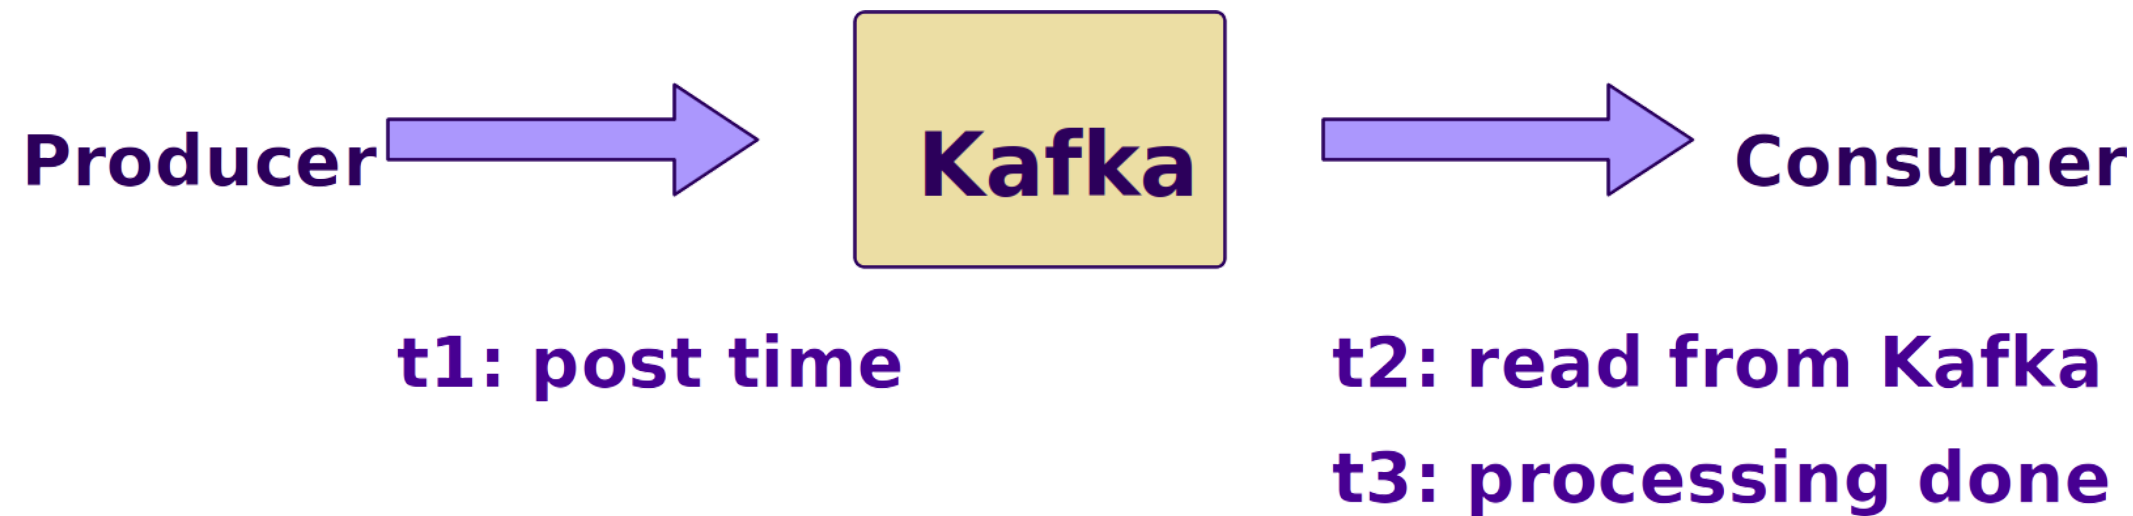 Producer
Kafka
Consumer
t1: post time
t2: read from Kafka
t3: processing done